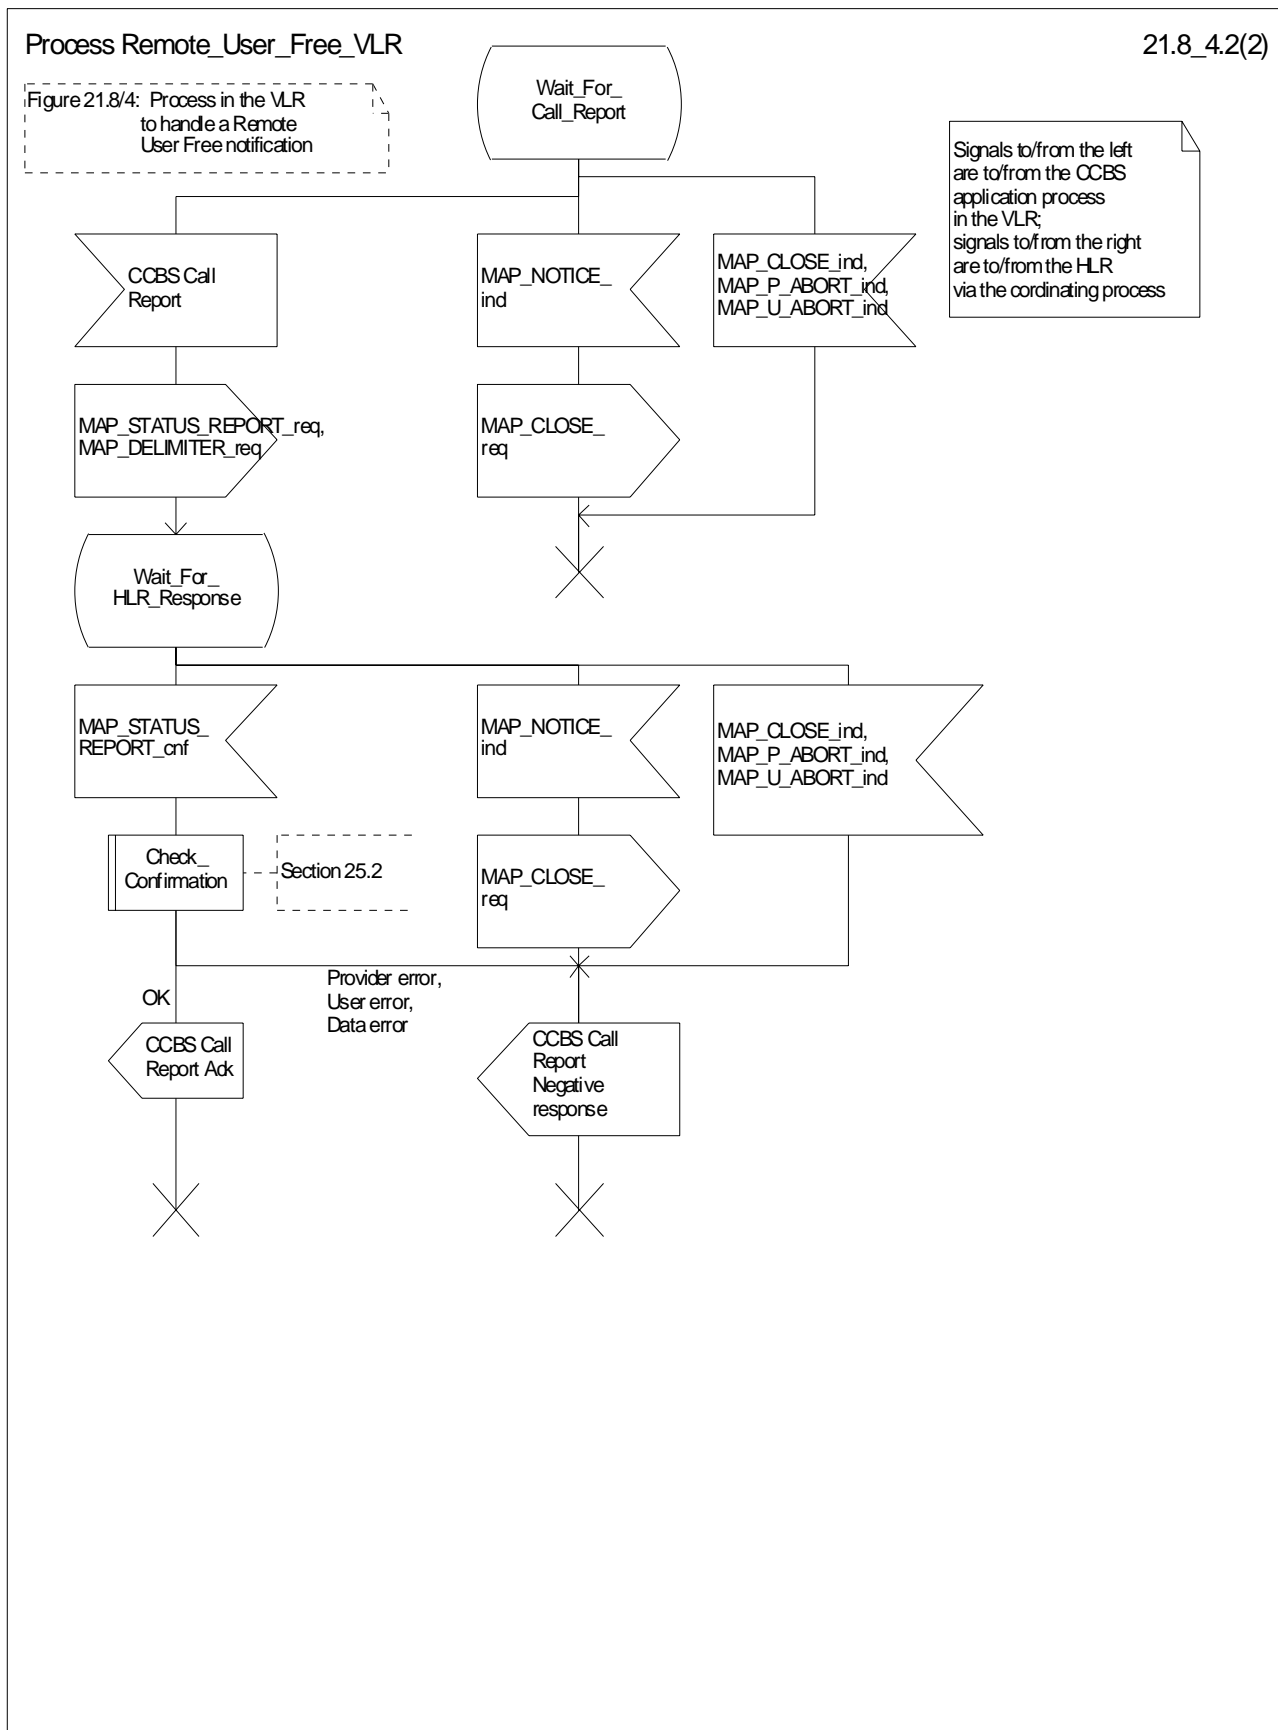 Process Remote_User_Free_VLR
21.8_4.2(2)
Figure 21.8/4: Process in the VLR
to handle a Remote
User Free notification
Wait_For_
Call_Report
Signals to/from the left
are to/from the CCBS
application process
in the VLR;
signals to/from the right
are to/from the HLR
via the cordinating process
CCBS Call
Report
MAP_NOTICE_
ind
MAP_CLOSE_ind,
MAP_P_ABORT_ind,
MAP_U_ABORT_ind
MAP_STATUS_REPORT_req,
MAP_DELIMITER_req
MAP_CLOSE_
req
Wait_For_
HLR_Response
MAP_STATUS_
REPORT_cnf
MAP_NOTICE_
ind
MAP_CLOSE_ind,
MAP_P_ABORT_ind,
MAP_U_ABORT_ind
Check_
Confirmation
Section 25.2
MAP_CLOSE_
req
Provider error,
User error,
Data error
OK
CCBS Call
Report Ack
CCBS Call
Report
Negative
response